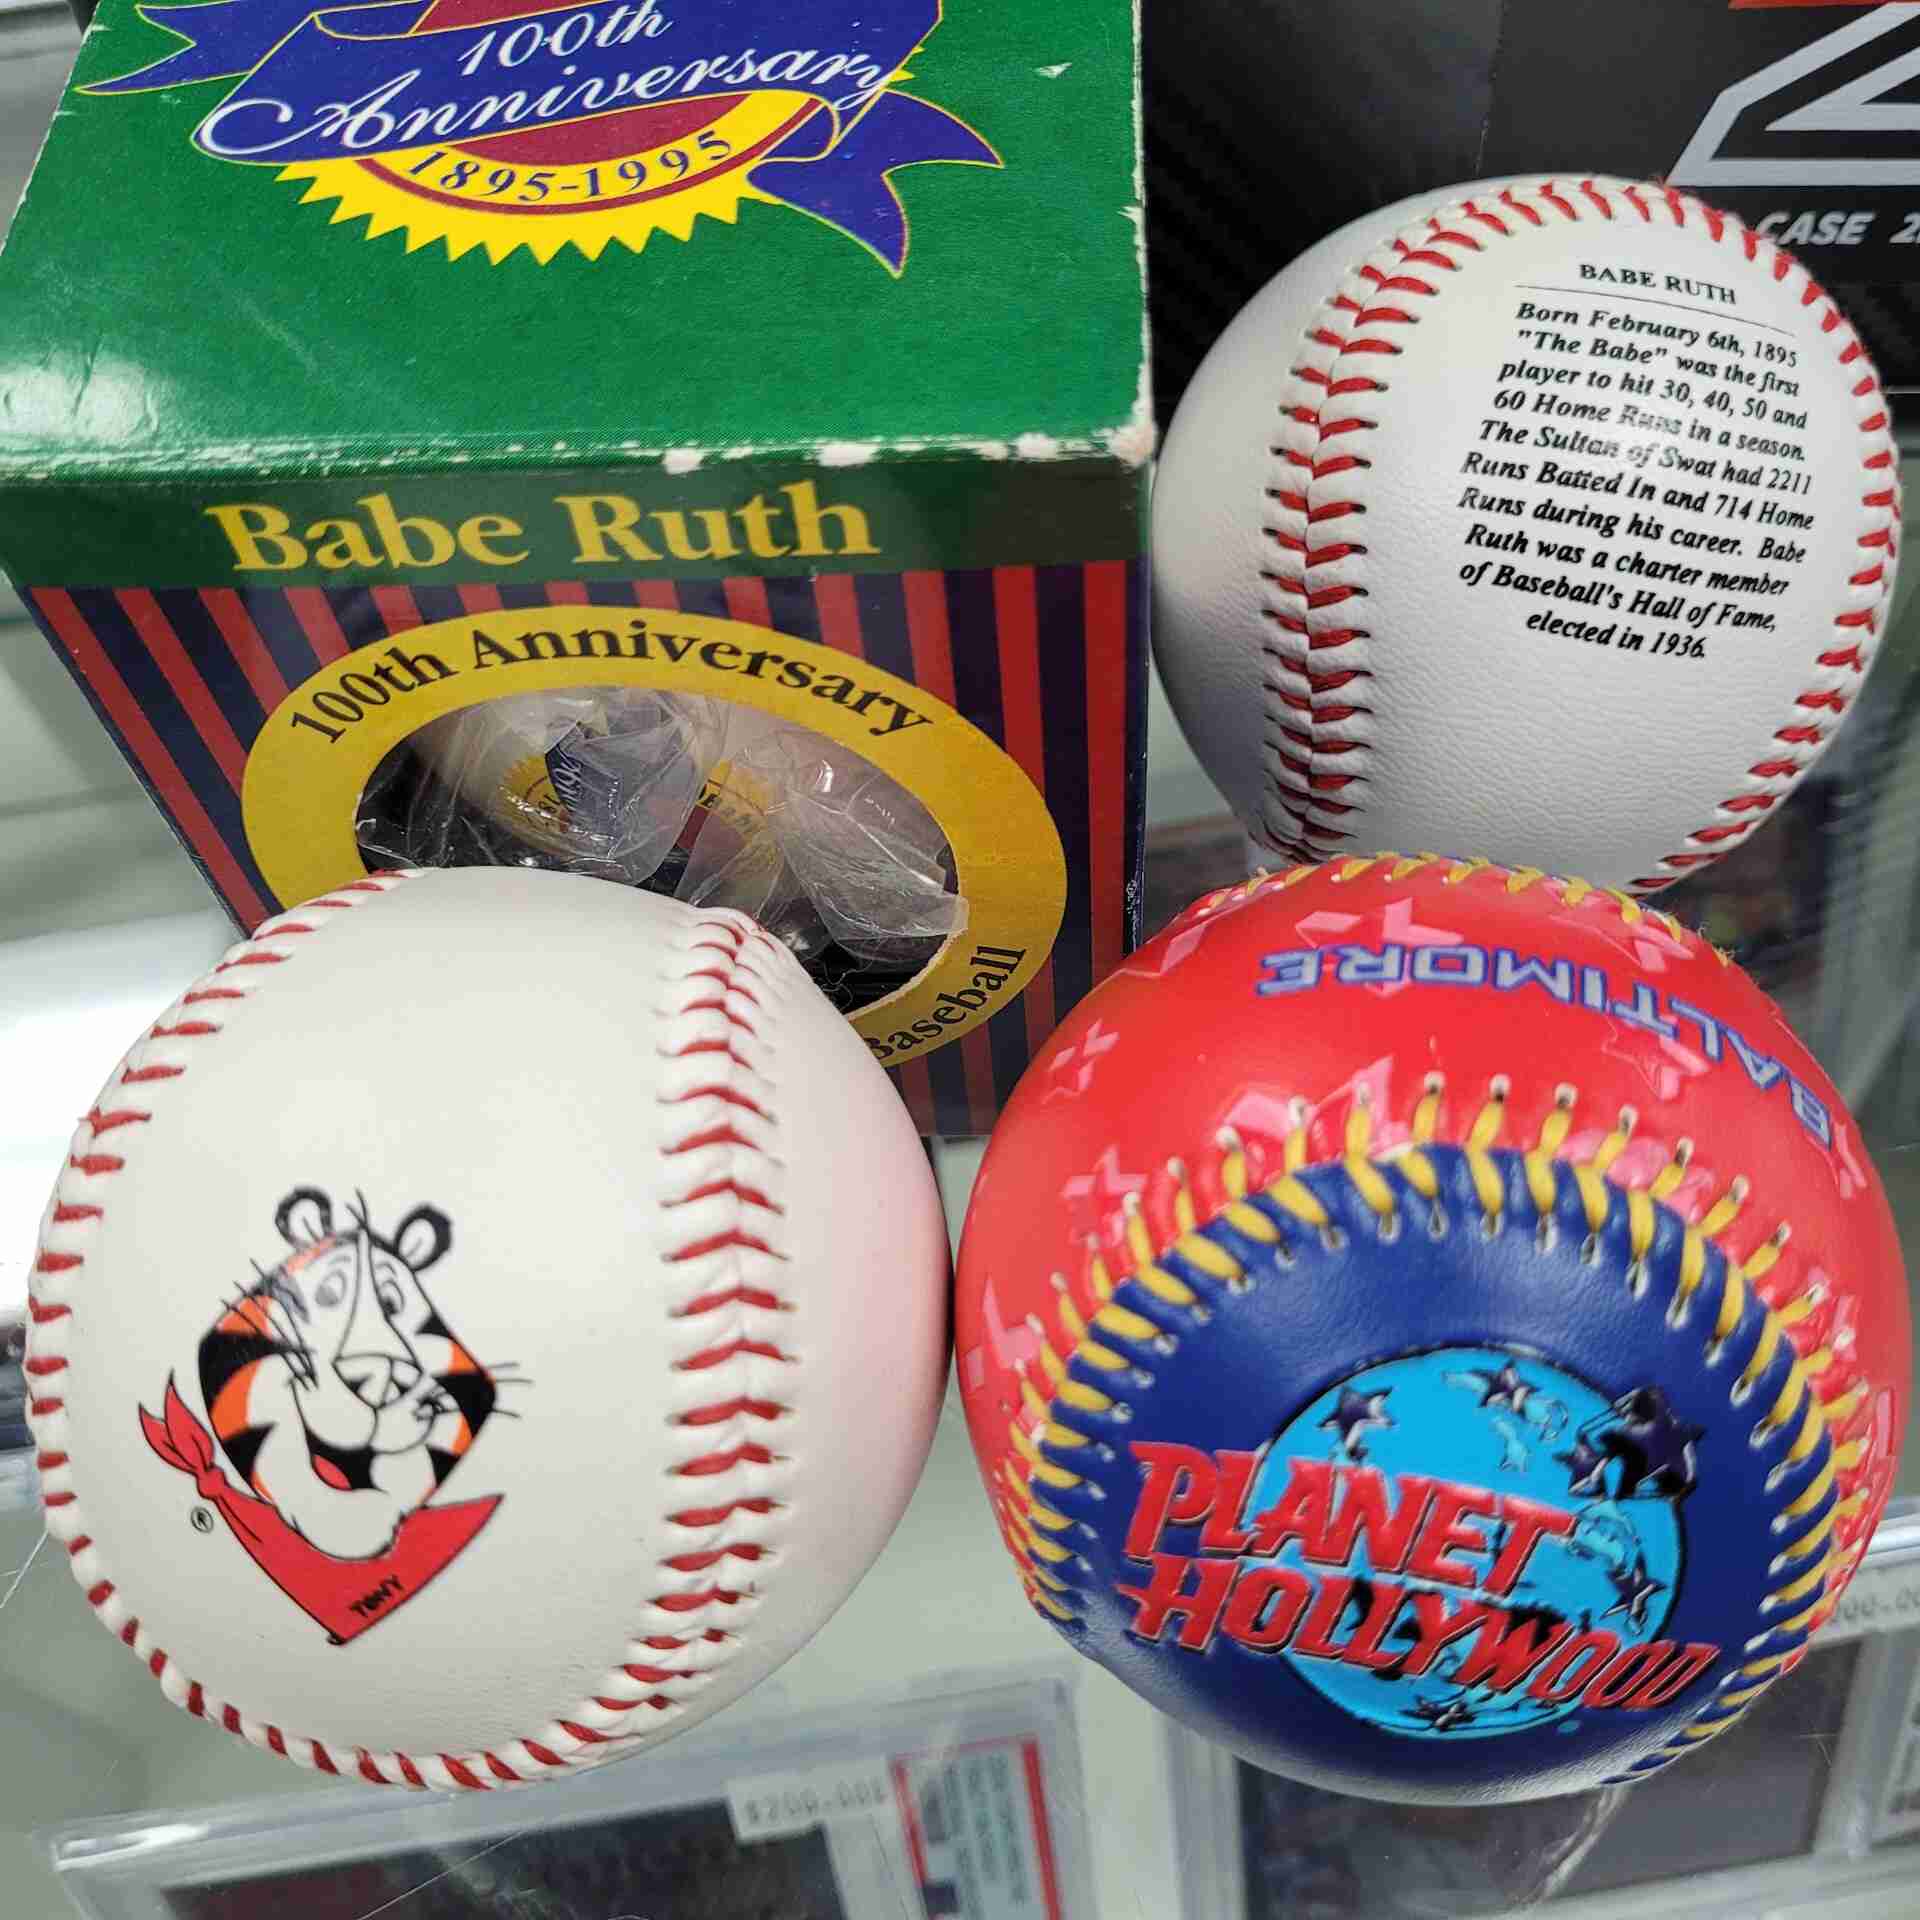 100th
Anniversary
1895-1995
Babe Ruth
100th Anniversary
Baseball
CASE
BABE RUTH
Born February 6th, 1895
"The Babe" was the first
player to hit 30, 40, 50 and
60 Home Runs in a season.
The Sultan of Swat had 2211
Runs Batted In and 714 Home
Runs during his career. Babe
Ruth was a charter member
of Baseball's Hall of Fame,
elected in 1936.
BALTIMORE
PLANET
HOLLYWOOD
®
TONY
$200.00